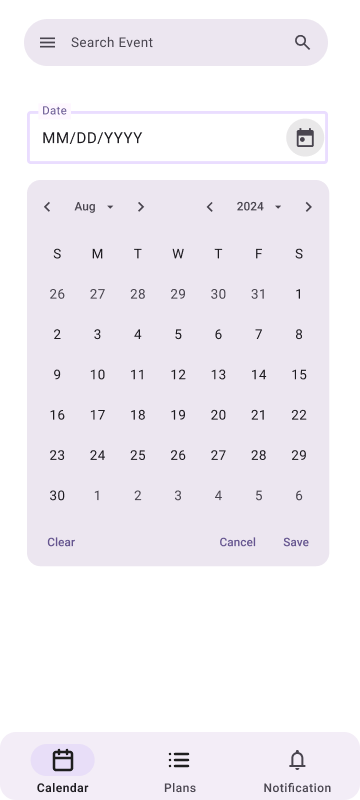 Search Event
Date
MM/DD/YYYY
Aug 2024
S M T W T F S
26 27 28 29 30 31 1
2 3 4 5 6 7 8
9 10 11 12 13 14 15
16 17 18 19 20 21 22
23 24 25 26 27 28 29
30 1 2 3 4 5 6
Clear Cancel Save
Calendar Plans Notification